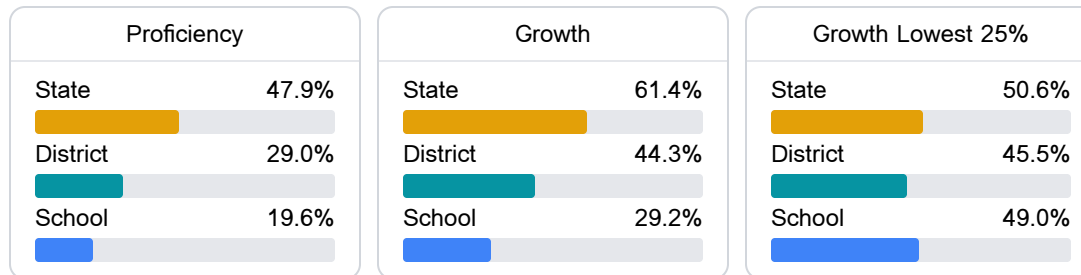 Proficiency
State 47.9%
District 29.0%
School 19.6%
Growth
State 61.4%
District 44.3%
School 29.2%
Growth Lowest 25%
State 50.6%
District 45.5%
School 49.0%